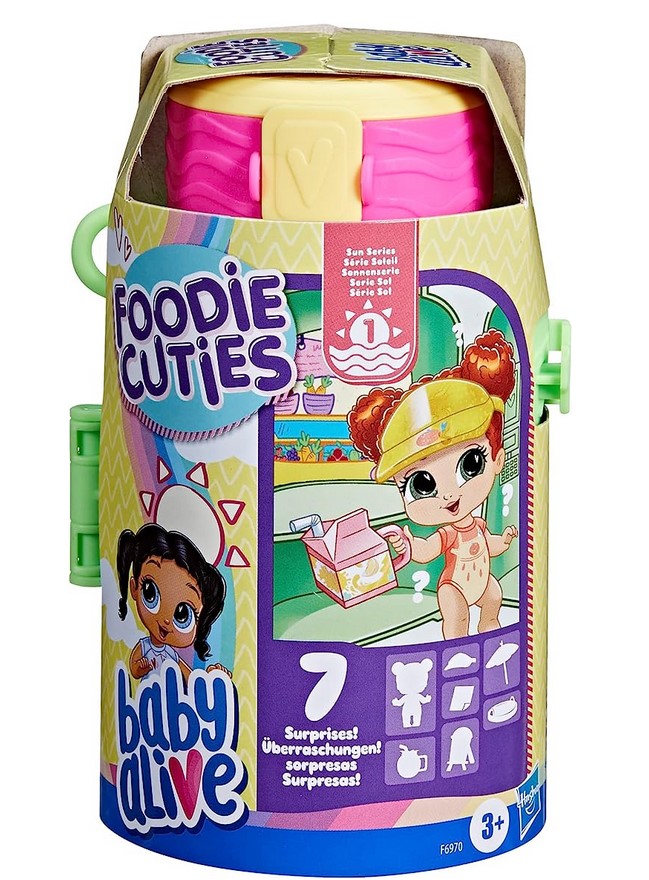 FOODIE
CUTIES
Sun Series
Série Soleil
Sonnenserie
Serie Sol
Série Sol
1
?
?
baby
alive
7
Surprises!
Überraschungen!
sorpresas
Surpresas!
F6970
3+
Hasbro